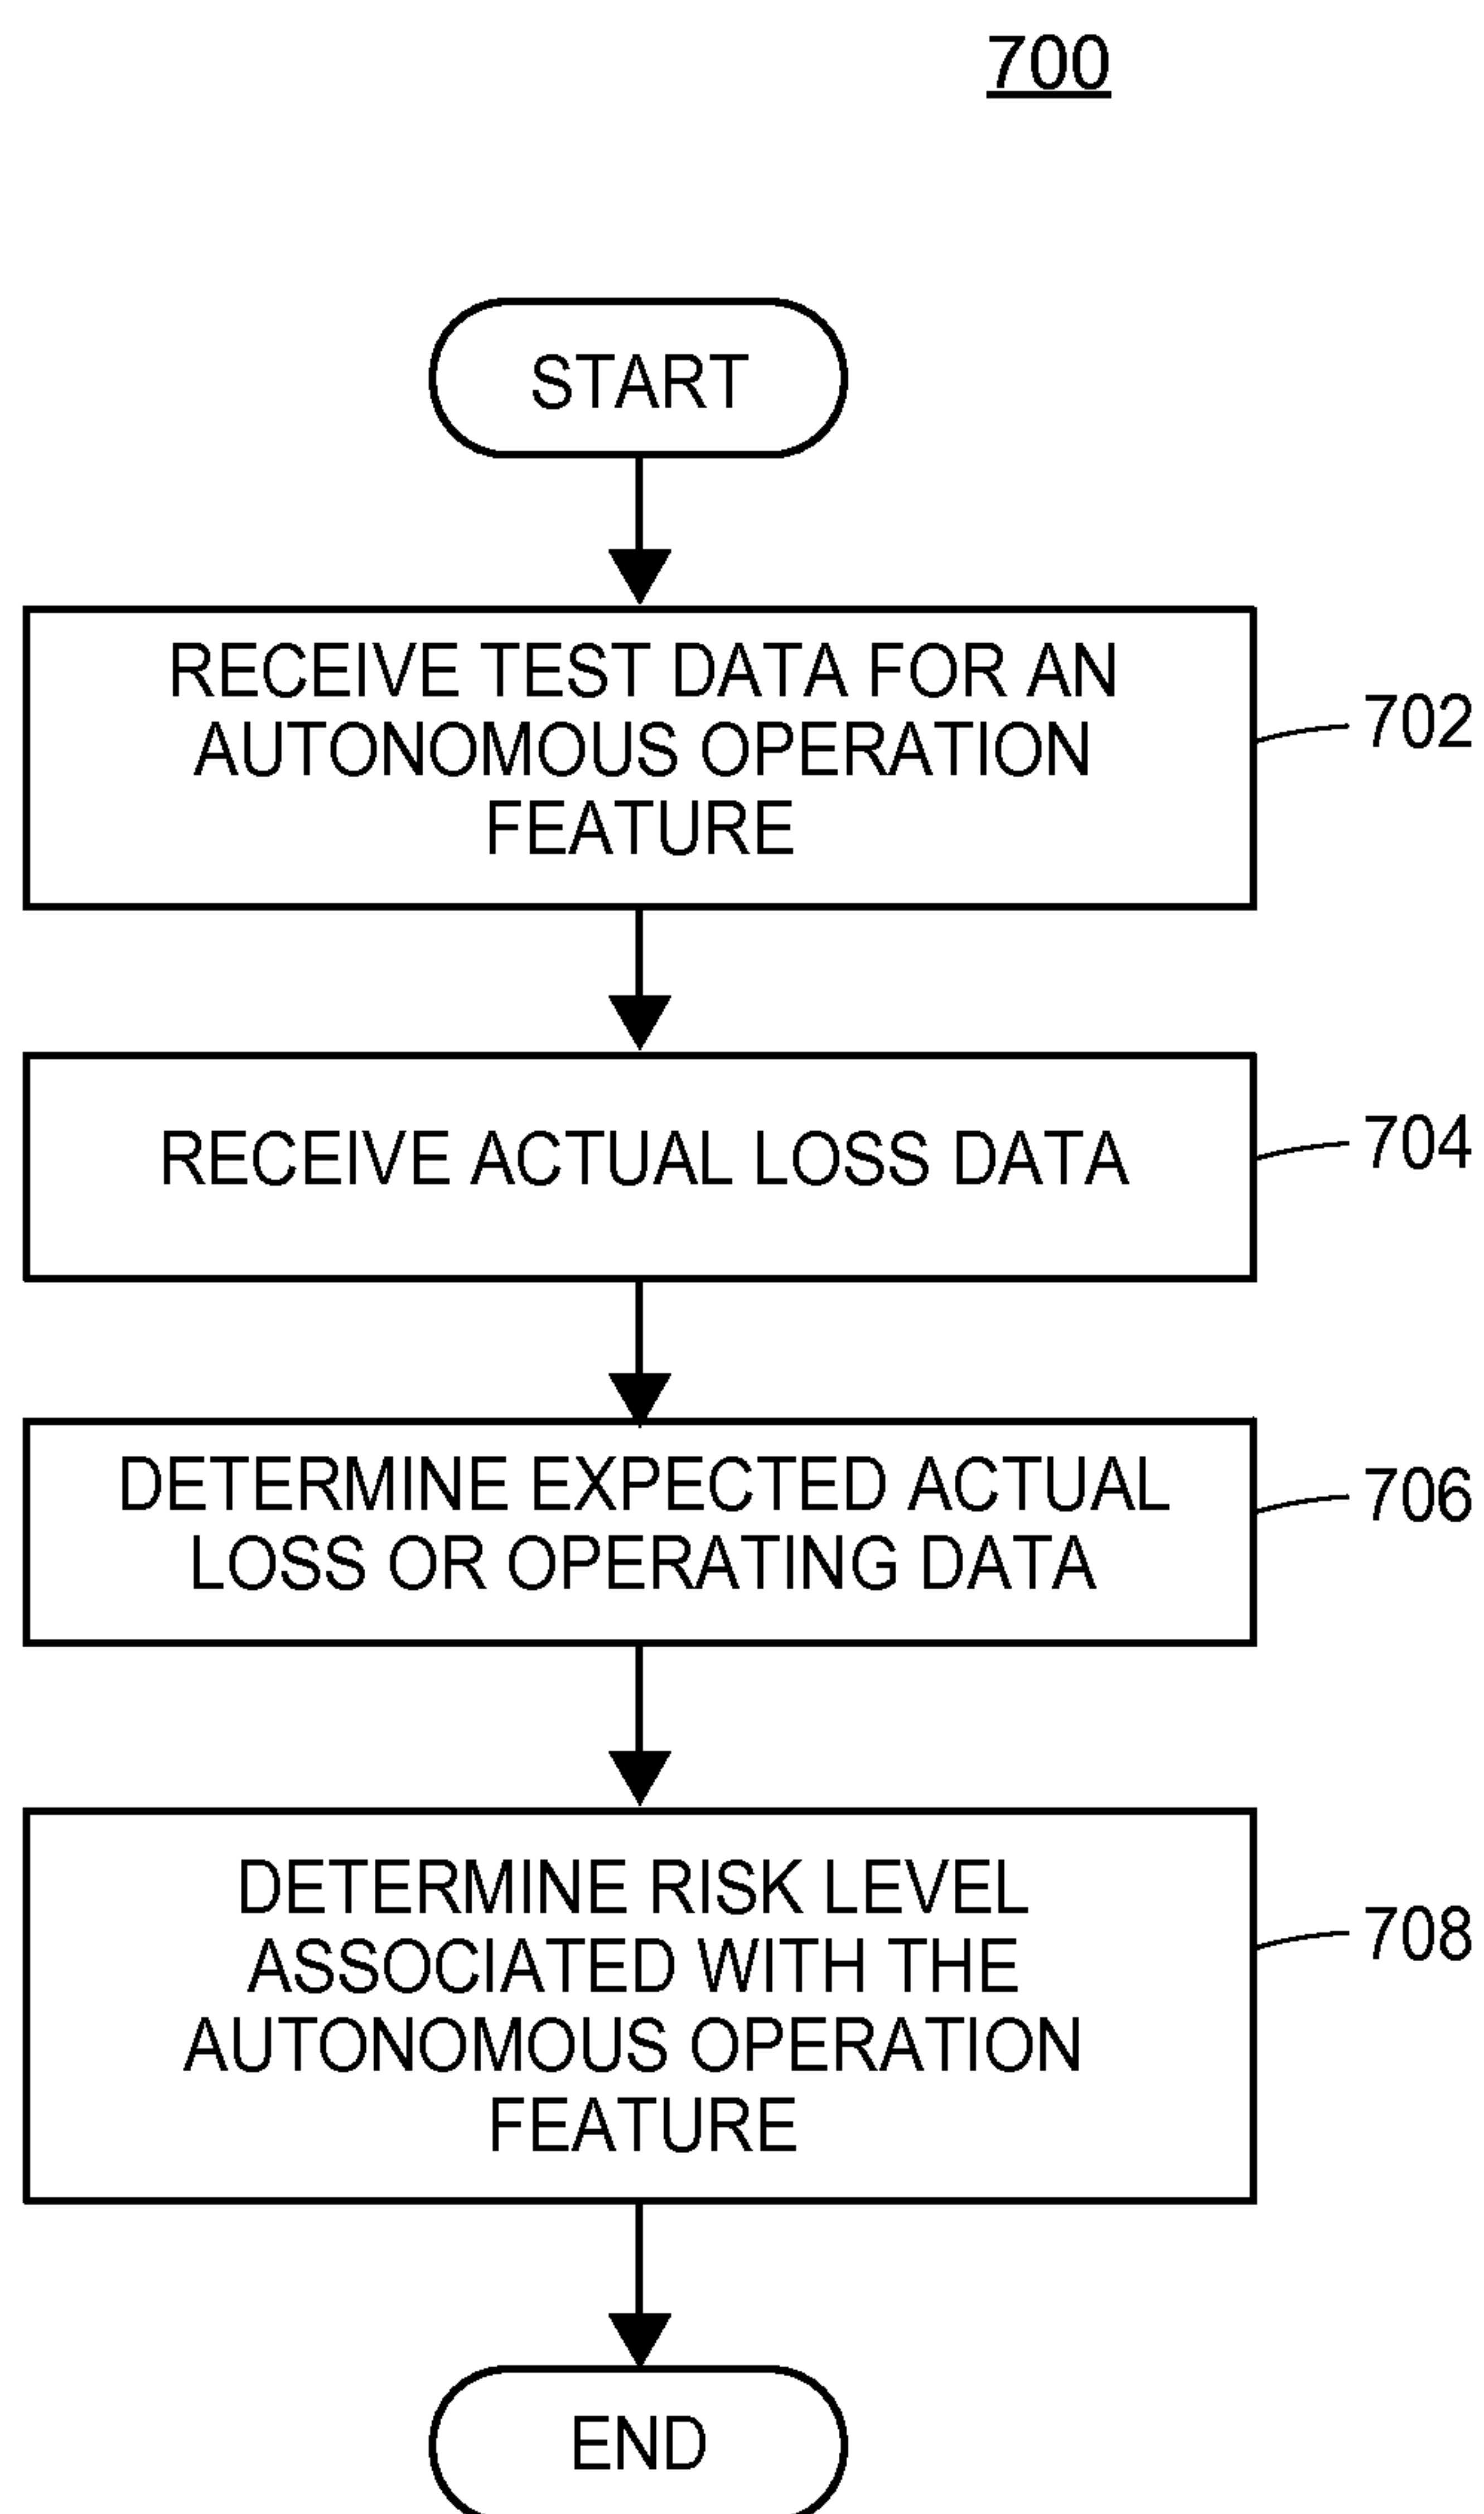 700
START
RECEIVE TEST DATA FOR AN
AUTONOMOUS OPERATION
FEATURE
702
RECEIVE ACTUAL LOSS DATA
704
DETERMINE EXPECTED ACTUAL
LOSS OR OPERATING DATA
706
DETERMINE RISK LEVEL
ASSOCIATED WITH THE
AUTONOMOUS OPERATION
FEATURE
708
END